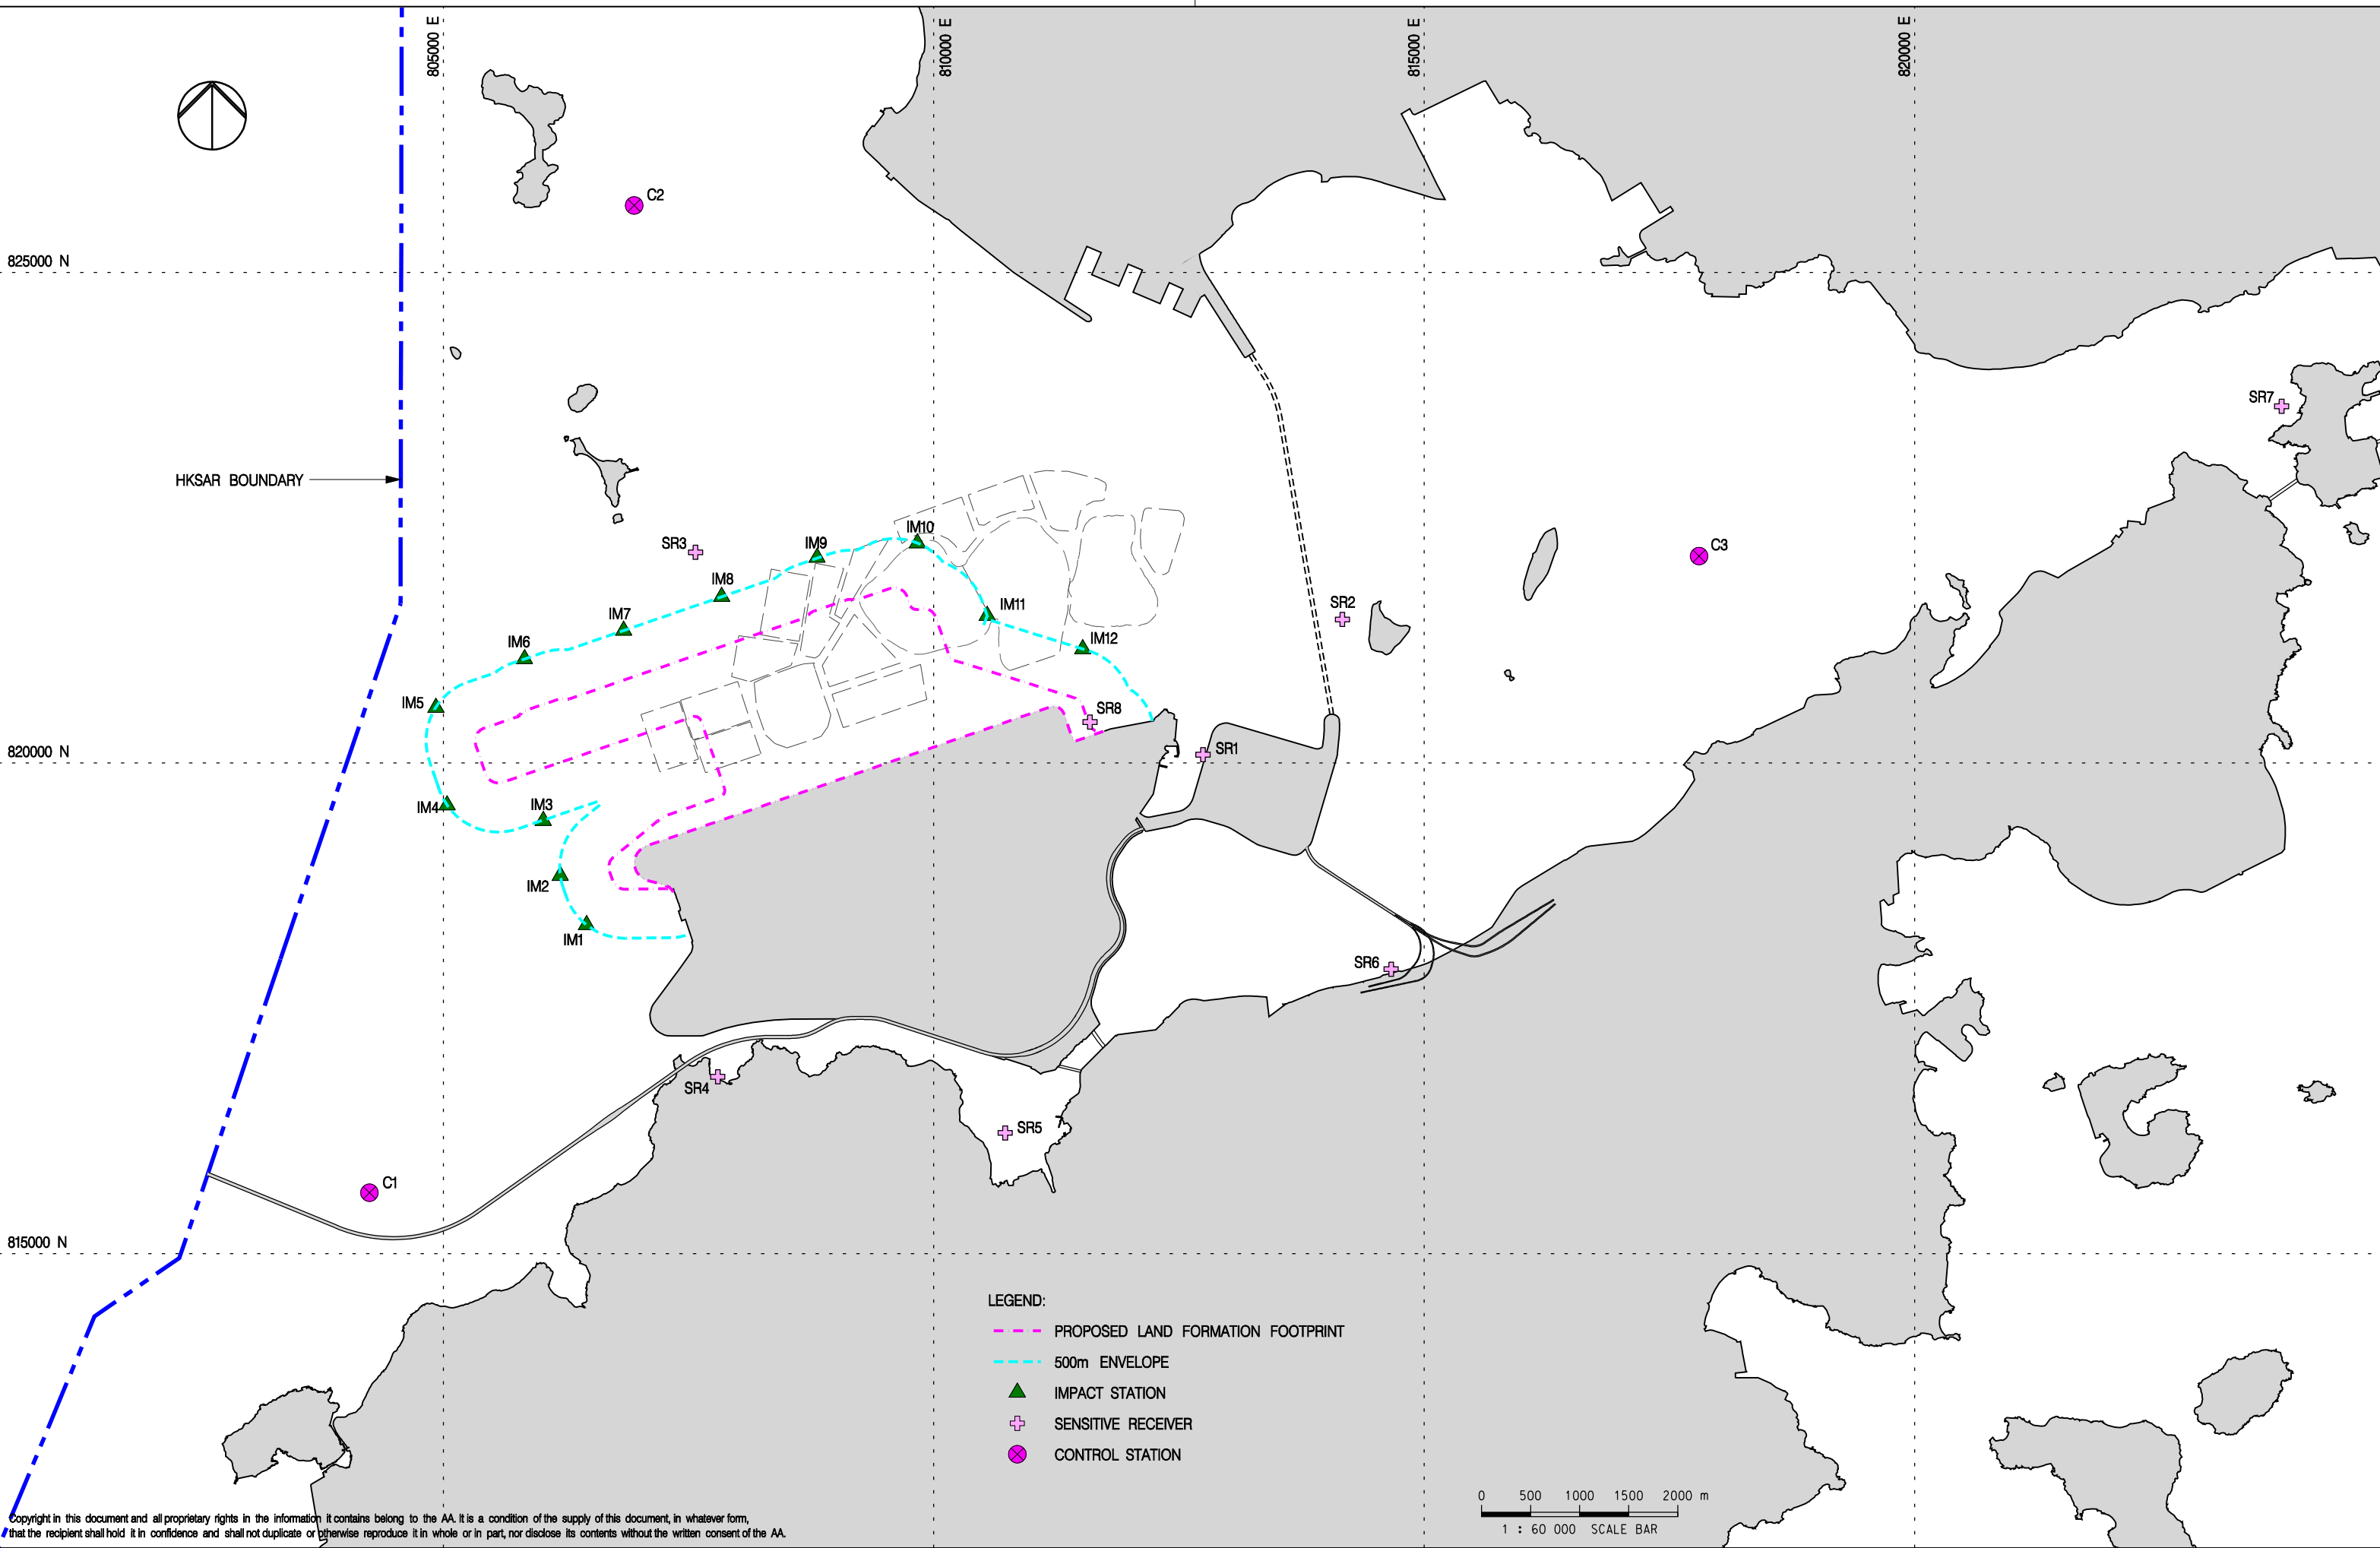 805000 E
810000 E
815000 E
820000 E
C2
825000 N
SR7
HKSAR BOUNDARY
IM10
SR3
IM9
C3
IM8
SR2
IM7
IM11
IM6
IM12
IM5
SR8
820000 N
SR1
IM4
IM3
IM2
IM1
SR6
SR4
SR5
C1
815000 N
LEGEND:
PROPOSED LAND FORMATION FOOTPRINT
500m ENVELOPE
IMPACT STATION
SENSITIVE RECEIVER
CONTROL STATION
0 500 1000 1500 2000 m
1 : 60 000 SCALE BAR
Copyright in this document and all proprietary rights in the information it contains belong to the AA. It is a condition of the supply of this document, in whatever form,
that the recipient shall hold it in confidence and shall not duplicate or otherwise reproduce it in whole or in part, nor disclose its contents without the written consent of the AA.